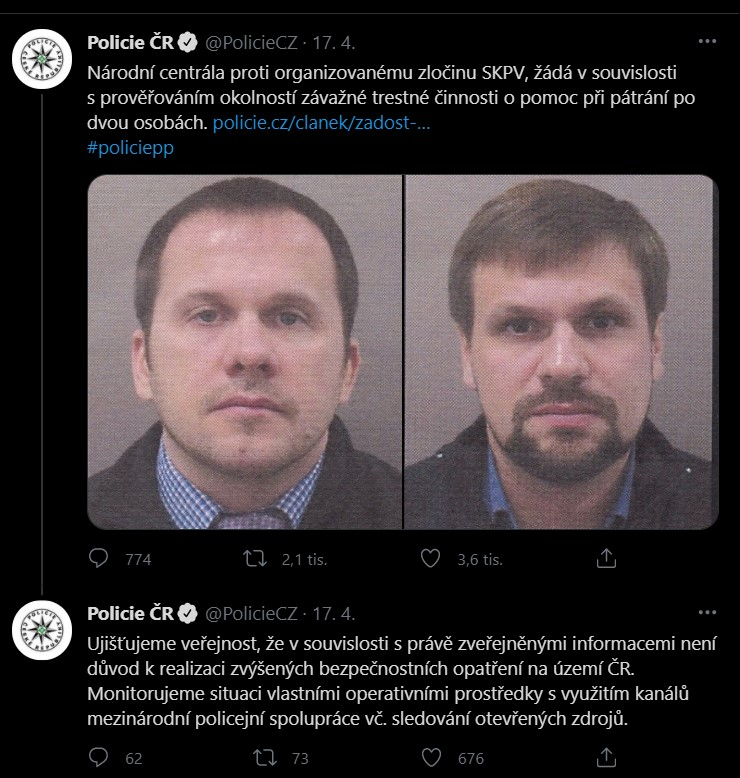 Policie ČR @PolicieCZ · 17. 4.
Národní centrála proti organizovanému zločinu SKPV, žádá v souvislosti
s prověřováním okolností závažné trestné činnosti o pomoc při pátrání po
dvou osobách. policie.cz/clanek/zadost-...
#policiepp
774 2,1 tis. 3,6 tis.
Policie ČR @PolicieCZ · 17. 4.
Ujišťujeme veřejnost, že v souvislosti s právě zveřejněnými informacemi není
důvod k realizaci zvýšených bezpečnostních opatření na území ČR.
Monitorujeme situaci vlastními operativními prostředky s využitím kanálů
mezinárodní policejní spolupráce vč. sledování otevřených zdrojů.
62 73 676